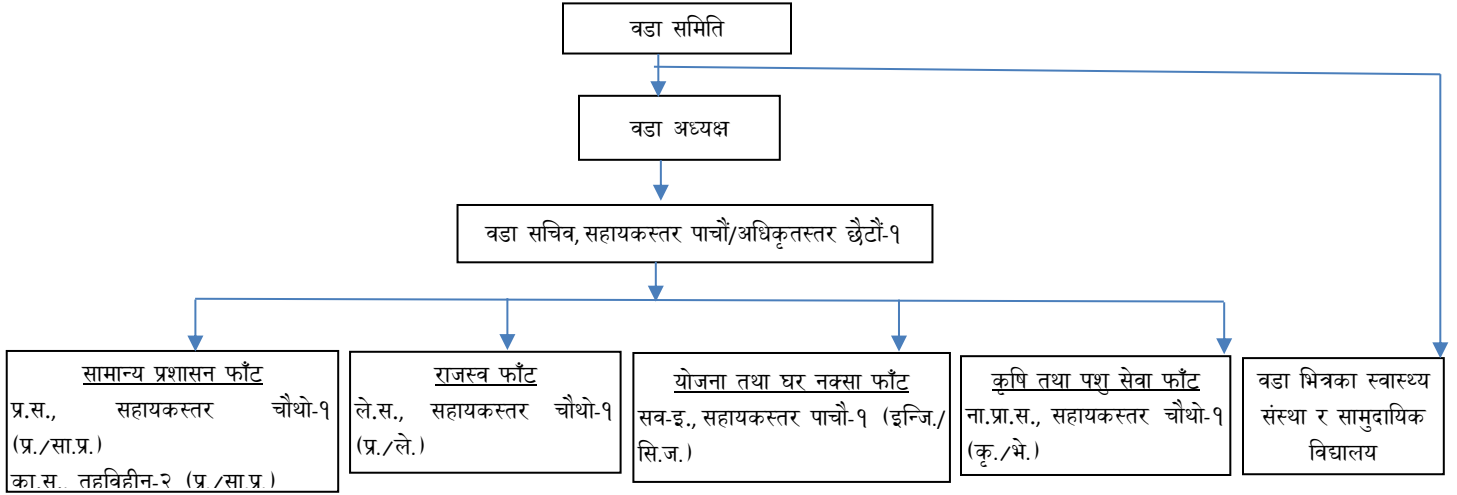 वडा समिति
वडा अध्यक्ष
वडा सचिव, सहायकस्तर पाचौं/अधिकृतस्तर छैटौं-१
सामान्य प्रशासन फाँट
प्र.स., सहायकस्तर चौथो-१
(प्र./सा.प्र.)
का.स., तहविहीन-२ (प्र./सा.प्र.)
राजस्व फाँट
ले.स., सहायकस्तर चौथो-१
(प्र./ले.)
योजना तथा घर नक्सा फाँट
सव-इ., सहायकस्तर पाचौ-१ (इन्जि./
सि.ज.)
कृषि तथा पशु सेवा फाँट
ना.प्रा.स., सहायकस्तर चौथो-१
(कृ./भे.)
वडा भित्रका स्वास्थ्य
संस्था र सामुदायिक
विद्यालय